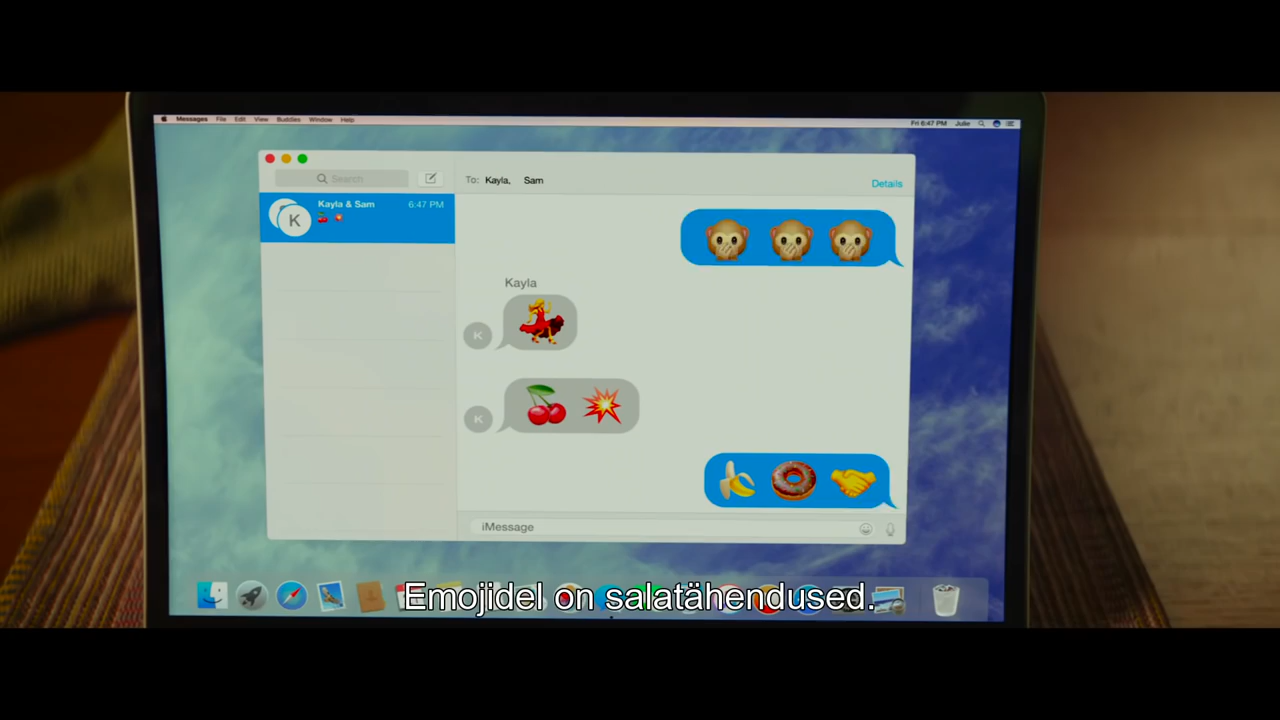 Messages File Edit View Buddies Window Help
Fri 6:47 PM Julie
Search
To: Kayla, Sam
Details
Kayla & Sam 6:47 PM
K
Kayla
K
K
iMessage
Emojidel on salatähendused.